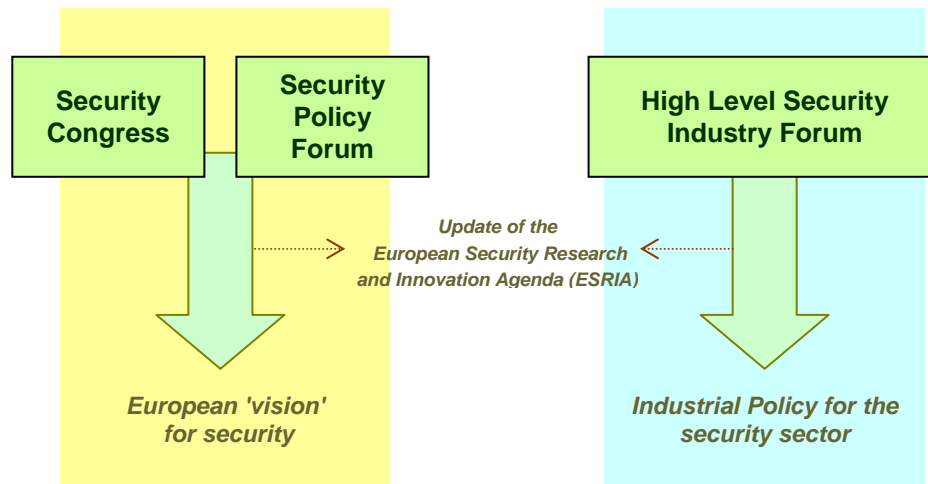 Security
Congress
Security
Policy
Forum
High Level Security
Industry Forum
Update of the
European Security Research
and Innovation Agenda (ESRIA)
European 'vision'
for security
Industrial Policy for the
security sector